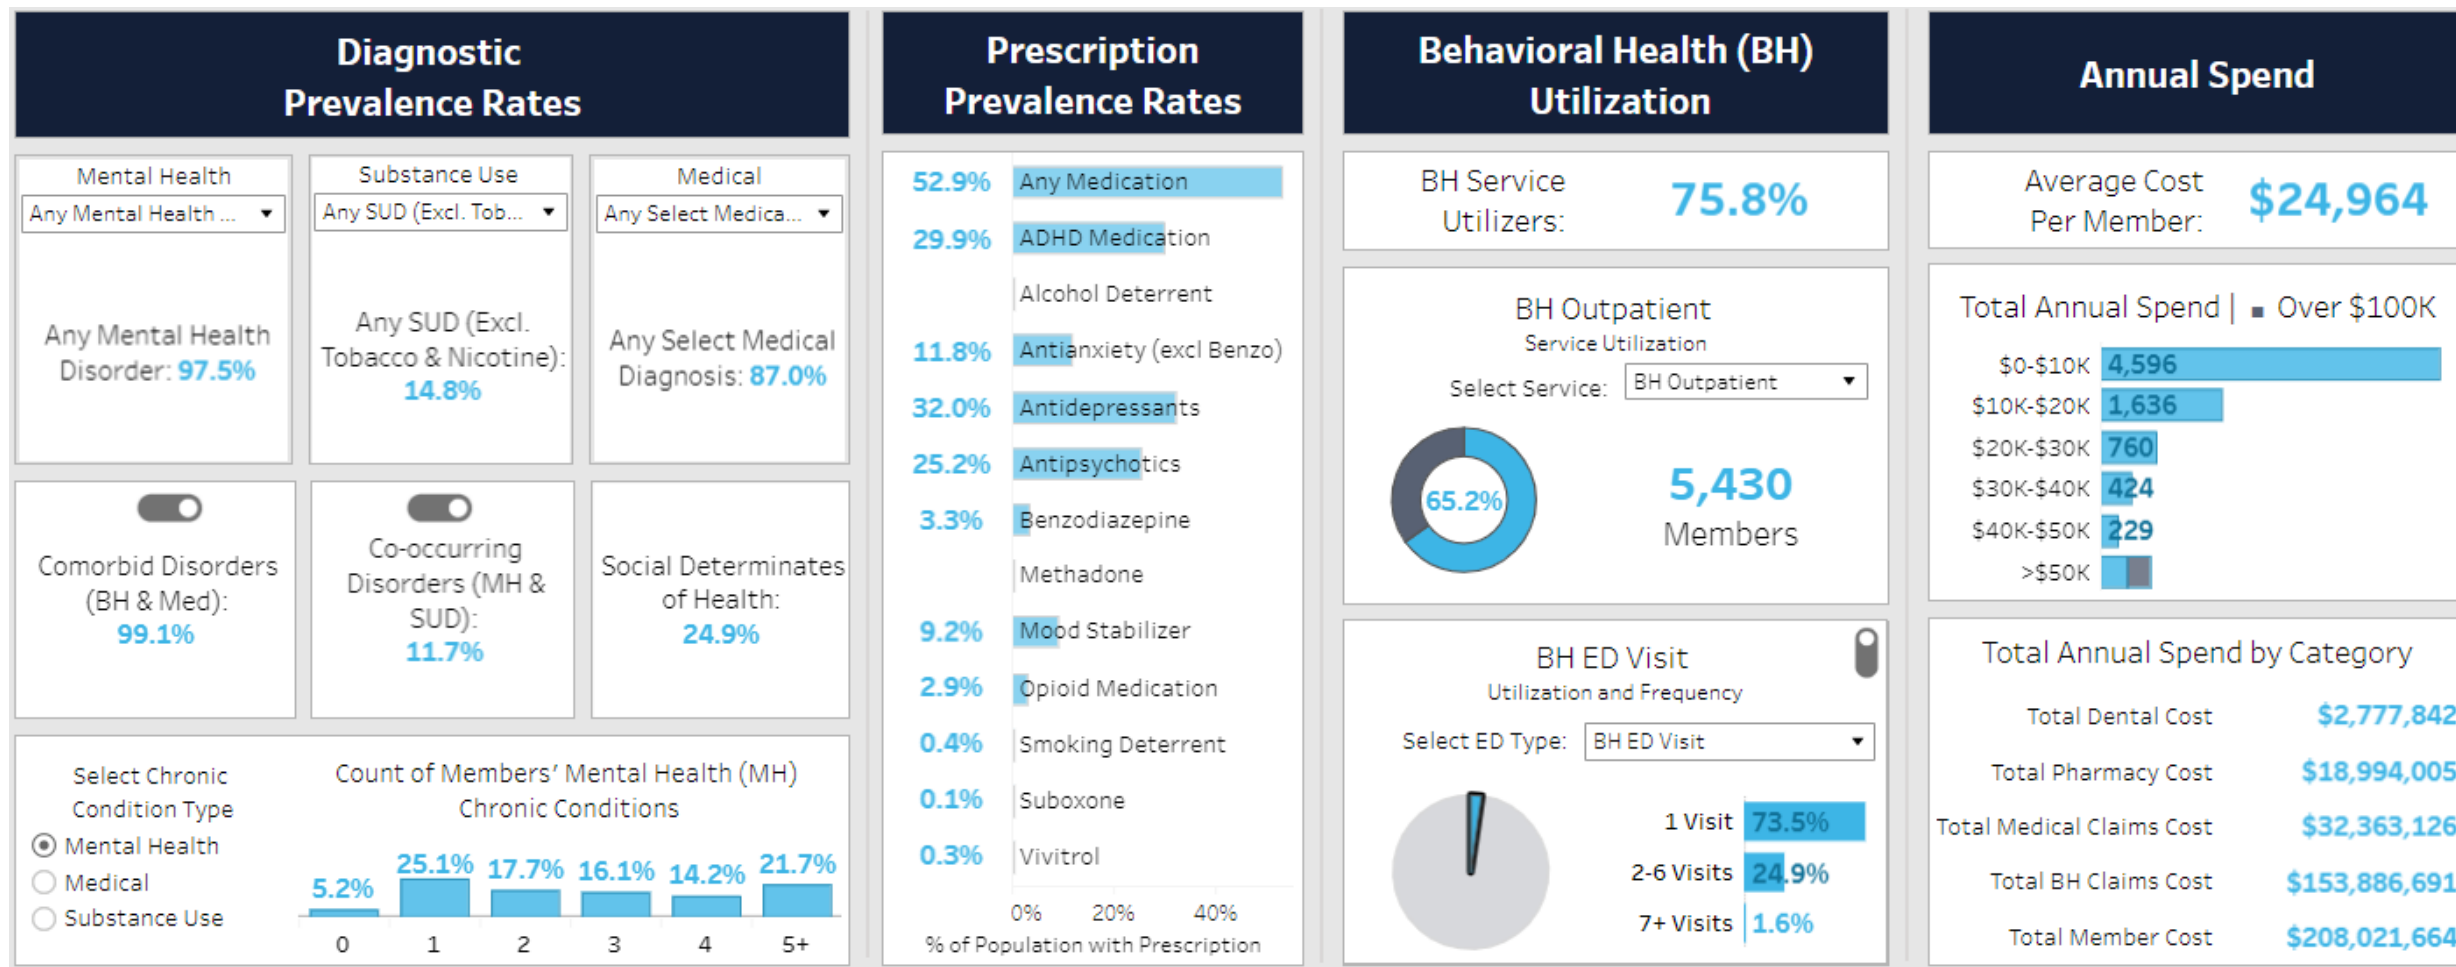 Diagnostic
Prevalence Rates
Mental Health
Any Mental Health ...
Any Mental Health
Disorder: 97.5%
Substance Use
Any SUD (Excl. Tob...
Any SUD (Excl.
Tobacco & Nicotine):
14.8%
Medical
Any Select Medica...
Any Select Medical
Diagnosis: 87.0%
Comorbid Disorders
(BH & Med):
99.1%
Co-occurring
Disorders (MH &
SUD):
11.7%
Social Determinates
of Health:
24.9%
Select Chronic
Condition Type
Mental Health
Medical
Substance Use
Count of Members' Mental Health (MH)
Chronic Conditions
5.2% 25.1% 17.7% 16.1% 14.2% 21.7%
0 1 2 3 4 5+
Prescription
Prevalence Rates
52.9% Any Medication
29.9% ADHD Medication
Alcohol Deterrent
11.8% Antianxiety (excl Benzo)
32.0% Antidepressants
25.2% Antipsychotics
3.3% Benzodiazepine
Methadone
9.2% Mood Stabilizer
2.9% Opioid Medication
0.4% Smoking Deterrent
0.1% Suboxone
0.3% Vivitrol
0% 20% 40%
% of Population with Prescription
Behavioral Health (BH)
Utilization
BH Service
Utilizers:
75.8%
BH Outpatient
Service Utilization
Select Service: BH Outpatient
65.2%
5,430
Members
BH ED Visit
Utilization and Frequency
Select ED Type: BH ED Visit
1 Visit 73.5%
2-6 Visits 24.9%
7+ Visits 1.6%
Annual Spend
Average Cost
Per Member:
$24,964
Total Annual Spend | ■ Over $100K
$0-$10K 4,596
$10K-$20K 1,636
$20K-$30K 760
$30K-$40K 424
$40K-$50K 229
>$50K
Total Annual Spend by Category
Total Dental Cost $2,777,842
Total Pharmacy Cost $18,994,005
Total Medical Claims Cost $32,363,126
Total BH Claims Cost $153,886,691
Total Member Cost $208,021,664